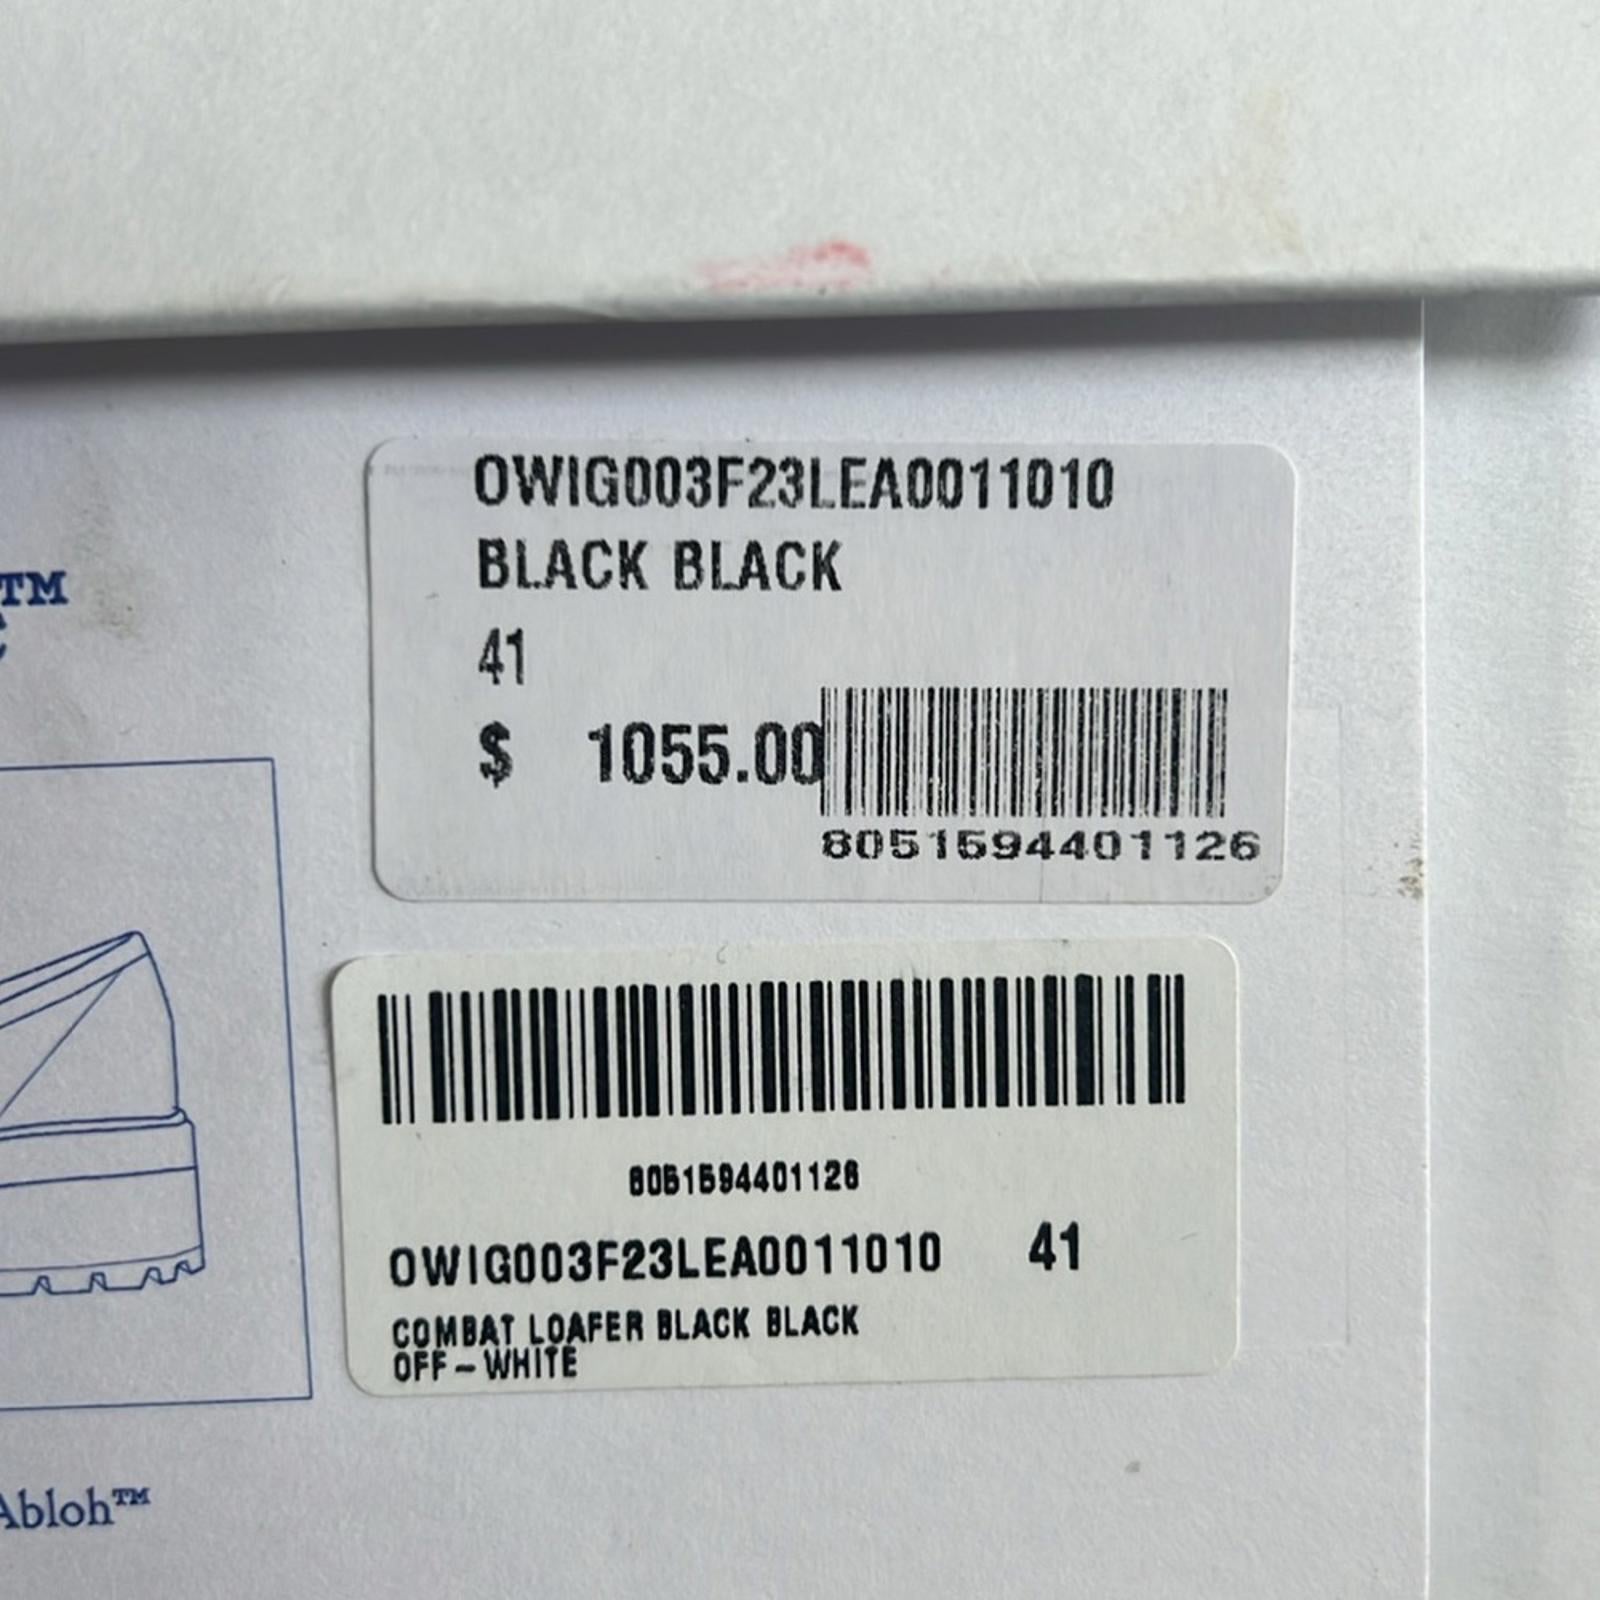 TM
OWIG003F23LEA0011010
BLACK BLACK
41
$ 1055.00
8051594401126
8051594401126
OWIG003F23LEA0011010 41
COMBAT LOAFER BLACK BLACK
OFF-WHITE
Abloh™